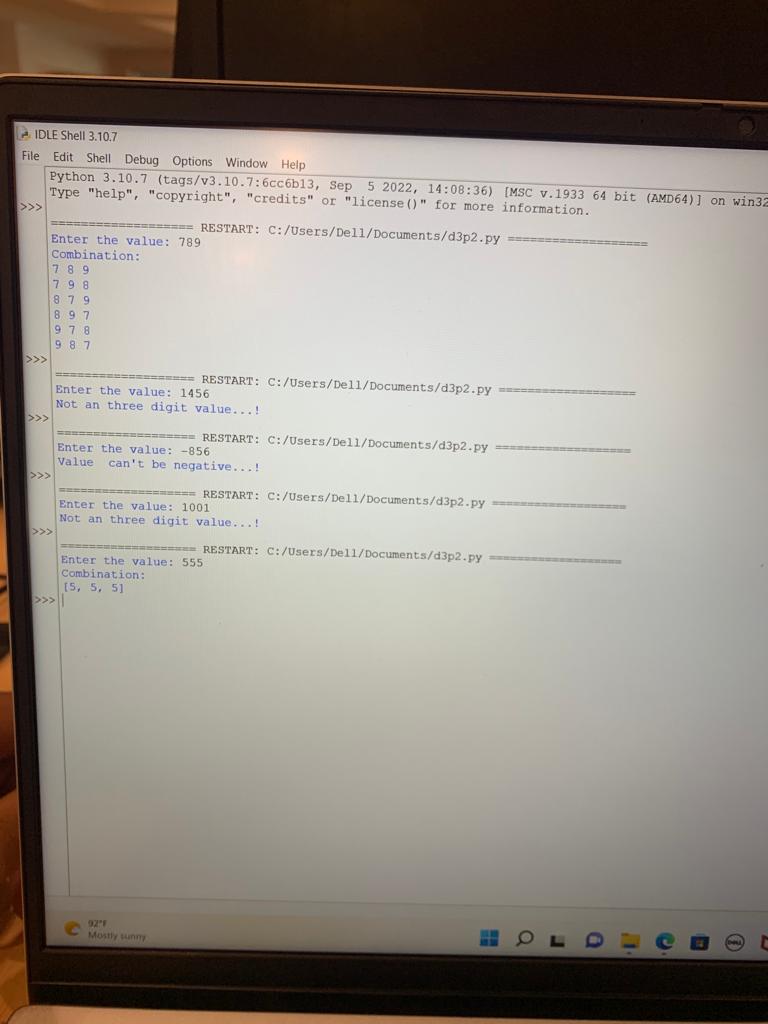 IDLE Shell 3.10.7
File Edit Shell Debug Options Window Help
Python 3.10.7 (tags/v3.10.7:6cc6b13, Sep  5 2022, 14:08:36) [MSC v.1933 64 bit (AMD64)] on win32
Type "help", "copyright", "credits" or "license()" for more information.
>>>
=================== RESTART: C:/Users/Dell/Documents/d3p2.py ===================
Enter the value: 789
Combination:
7 8 9
7 9 8
8 7 9
8 9 7
9 7 8
9 8 7
>>>
=================== RESTART: C:/Users/Dell/Documents/d3p2.py ===================
Enter the value: 1456
Not an three digit value...!
>>>
=================== RESTART: C:/Users/Dell/Documents/d3p2.py ===================
Enter the value: -856
Value  can't be negative...!
>>>
=================== RESTART: C:/Users/Dell/Documents/d3p2.py ===================
Enter the value: 1001
Not an three digit value...!
>>>
=================== RESTART: C:/Users/Dell/Documents/d3p2.py ===================
Enter the value: 555
Combination:
[5, 5, 5]
>>>
92°F
Mostly sunny
DELL